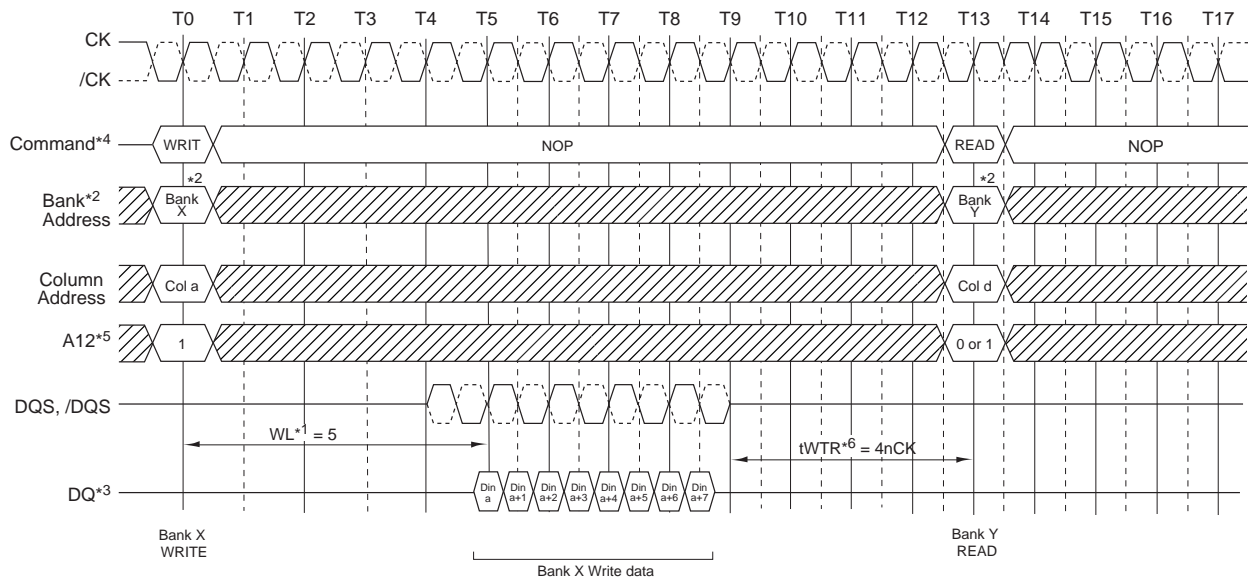 T0 T1 T2 T3 T4 T5 T6 T7 T8 T9 T10 T11 T12 T13 T14 T15 T16 T17
CK
/CK
Command*4 WRIT NOP READ NOP
*2 *2
Bank*2 Address Bank X Bank Y
Column Address Col a Col d
A12*5 1 0 or 1
DQS, /DQS
WL*1 = 5 tWTR*6 = 4nCK
DQ*3 Din a Din a+1 Din a+2 Din a+3 Din a+4 Din a+5 Din a+6 Din a+7
Bank X WRITE Bank Y READ
Bank X Write data